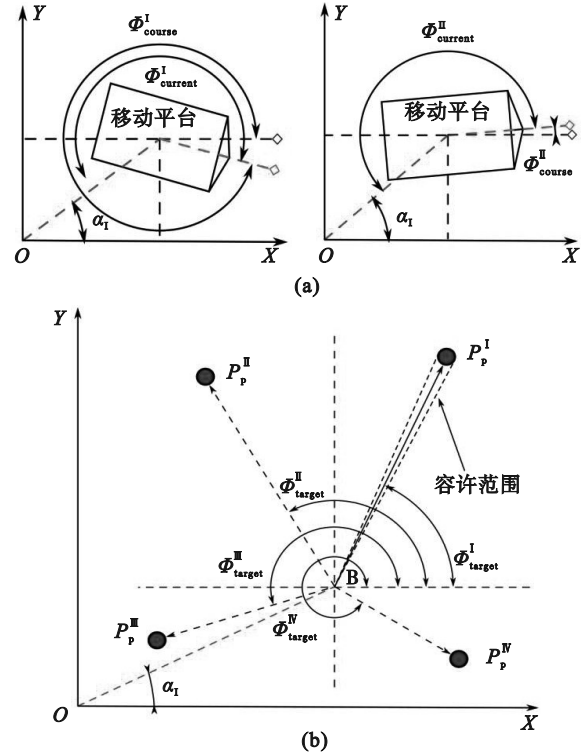 Y
Φ^Ⅰ_course
Φ^Ⅰ_current
移动平台
α_Ⅰ
O
X
Y
Φ^Ⅱ_current
移动平台
Φ^Ⅱ_course
α_Ⅰ
O
X
(a)
Y
P_p^Ⅰ
P_p^Ⅱ
容许范围
Φ^Ⅱ_target
Φ^Ⅲ_target
Φ^Ⅰ_target
B
Φ^Ⅳ_target
P_p^Ⅲ
P_p^Ⅳ
α_Ⅰ
O
X
(b)